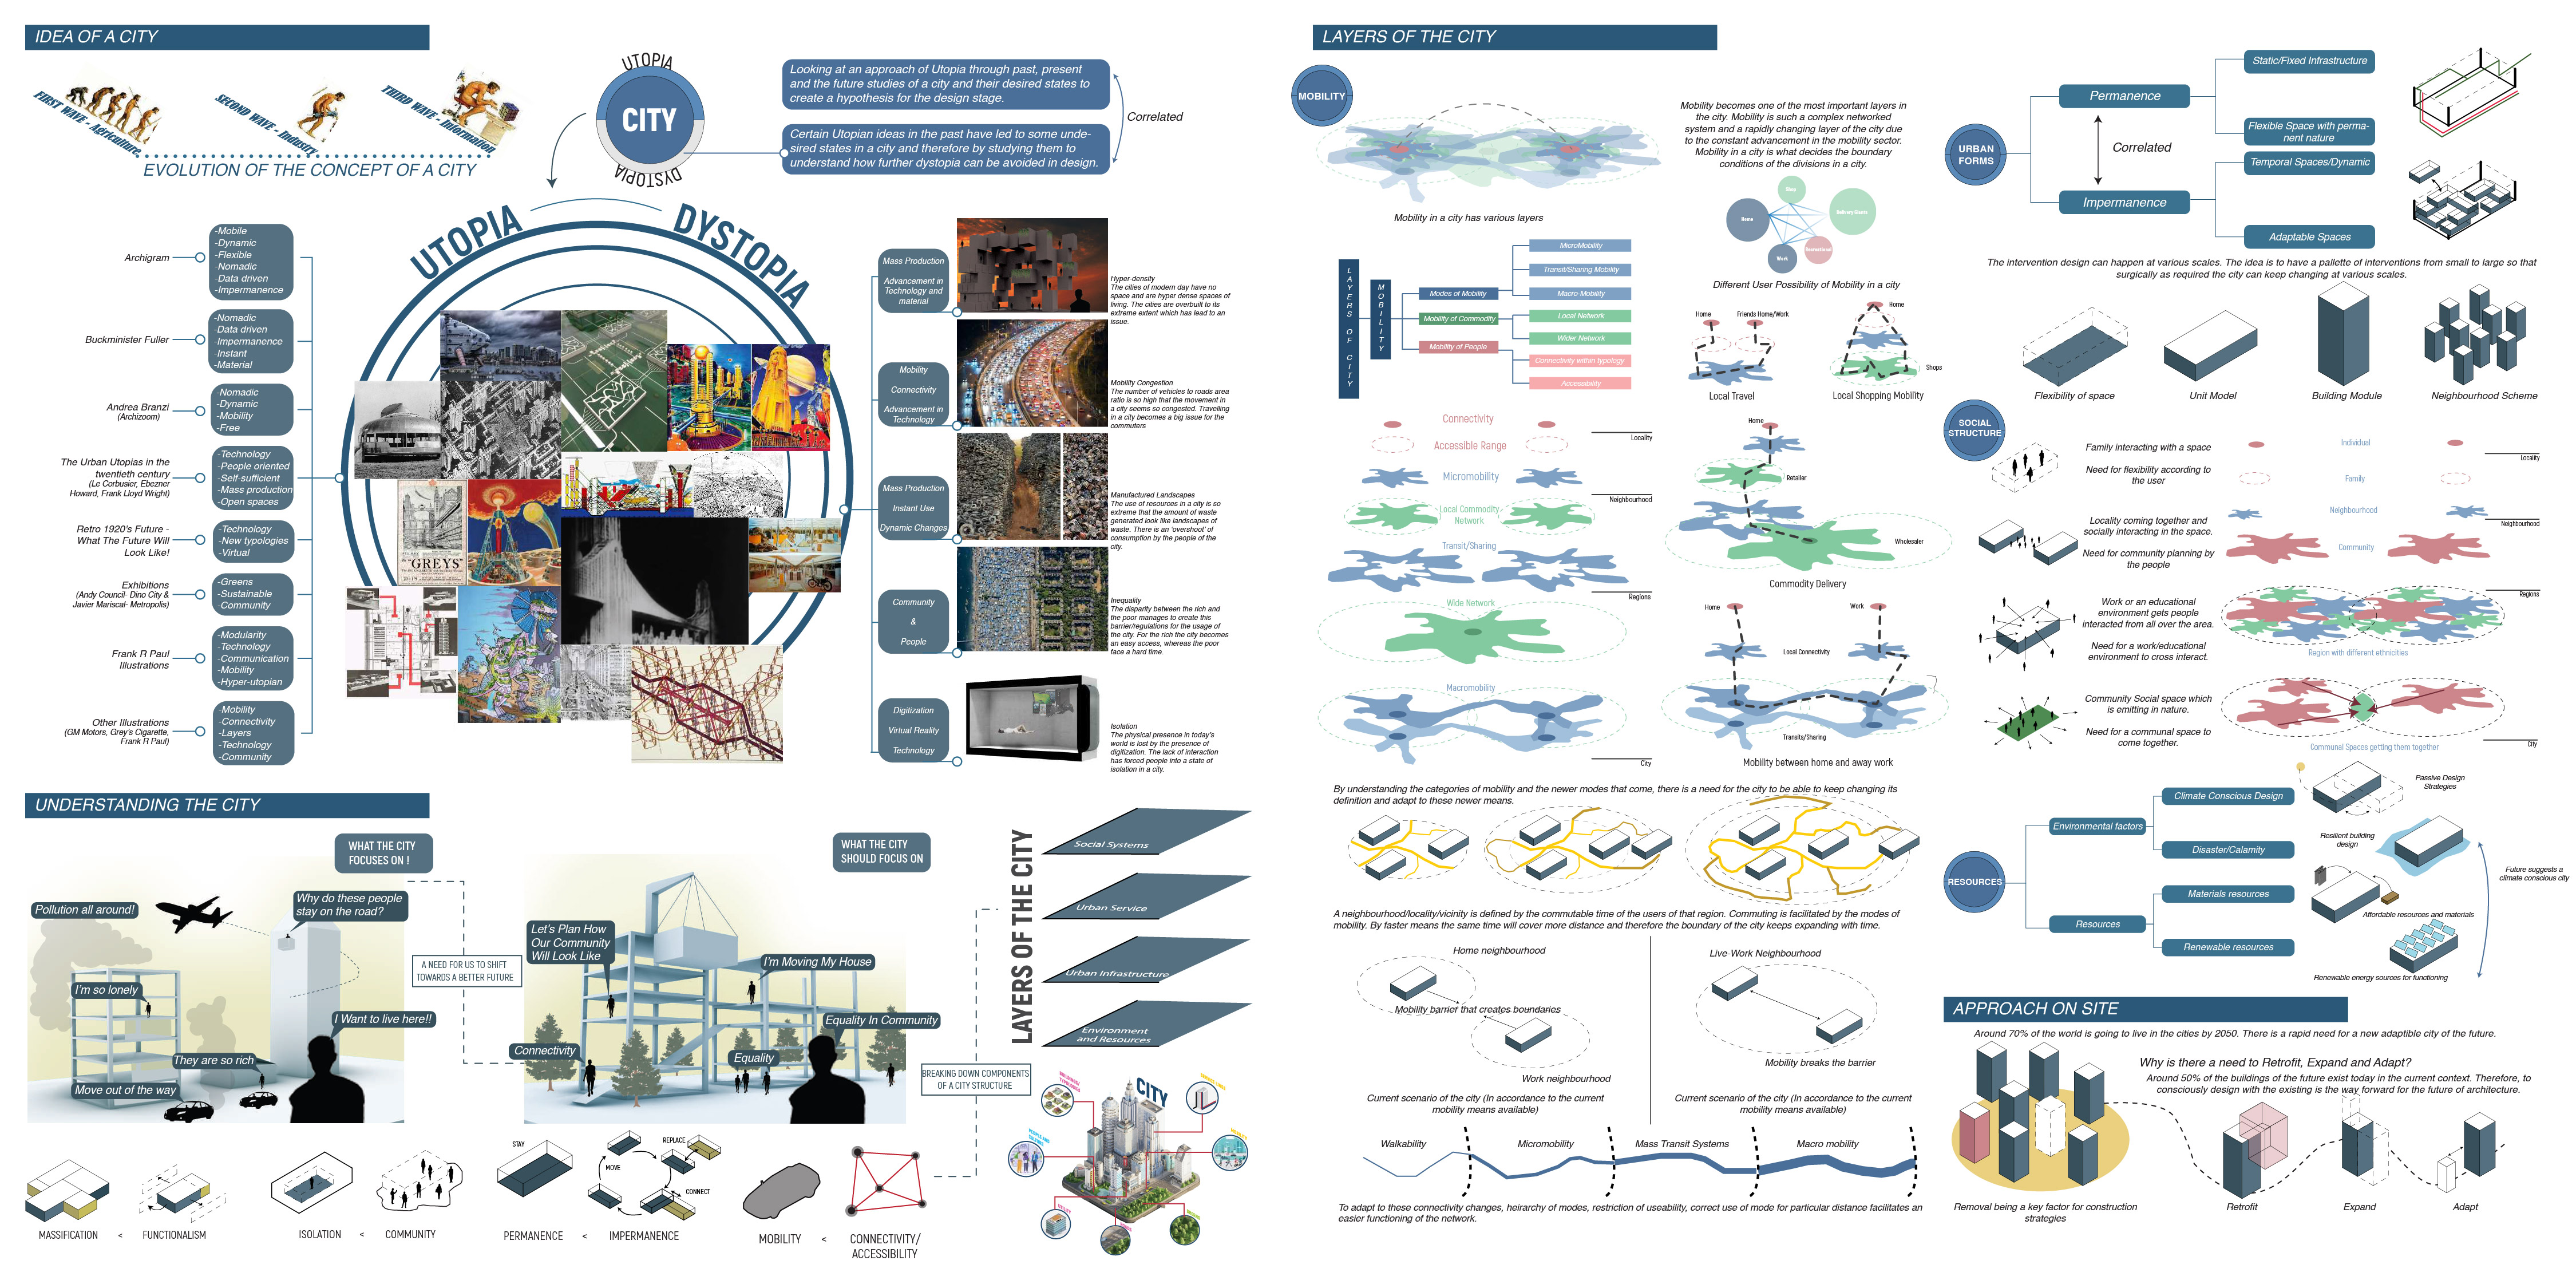 IDEA OF A CITY
FIRST WAVE - Agriculture
SECOND WAVE - Industry
THIRD WAVE - Information
EVOLUTION OF THE CONCEPT OF A CITY
UTOPIA
CITY
DYSTOPIA
Looking at an approach of Utopia through past, present
and the future studies of a city and their desired states to
create a hypothesis for the design stage.
Certain Utopian ideas in the past have led to some unde-
sired states in a city and therefore by studying them to
understand how further dystopia can be avoided in design.
Correlated
UTOPIA
DYSTOPIA
Archigram
-Mobile
-Dynamic
-Flexible
-Nomadic
-Data driven
-Impermanence
Buckminister Fuller
-Nomadic
-Data driven
-Impermanence
-Instant
-Material
Andrea Branzi
(Archizoom)
-Nomadic
-Dynamic
-Mobility
-Free
The Urban Utopias in the
twentieth century
(Le Corbusier, Ebezner
Howard, Frank Lloyd Wright)
-Technology
-People oriented
-Self-sufficient
-Mass production
-Open spaces
Retro 1920's Future -
What The Future Will
Look Like!
-Technology
-New typologies
-Virtual
Exhibitions
(Andy Council- Dino City &
Javier Mariscal- Metropolis)
-Greens
-Sustainable
-Community
Frank R Paul
Illustrations
-Modularity
-Technology
-Communication
-Mobility
-Hyper-utopian
Other Illustrations
(GM Motors, Grey's Cigarette,
Frank R Paul)
-Mobility
-Connectivity
-Layers
-Technology
-Community
"GREYS"
Mass Production
Advancement in
Technology and
material
Hyper-density
The cities of modern day have no
space and are hyper dense spaces of
living. The cities are overbuilt to its
extreme extent which has lead to an
issue.
Mobility
Connectivity
Advancement in
Technology
Mobility Congestion
The number of vehicles to roads area
ratio is so high that the movement in
a city seems so congested. Travelling
in a city becomes a big issue for the
commuters
Mass Production
Instant Use
Dynamic Changes
Manufactured Landscapes
The use of resources in a city is so
extreme that the amount of waste
generated look like landscapes of
waste. There is an 'overshoot' of
consumption by the people of the
city.
Community
&
People
Inequality
The disparity between the rich and
the poor manages to create this
barrier/regulations for the usage of
the city. For the rich the city becomes
an easy access, whereas the poor
face a hard time.
Digitization
Virtual Reality
Technology
Isolation
The physical presence in today's
world is lost by the presence of
digitization. The lack of interaction
has forced people into a state of
isolation in a city.
UNDERSTANDING THE CITY
WHAT THE CITY
FOCUSES ON !
Pollution all around!
Why do these people
stay on the road?
I'm so lonely
I Want to live here!!
They are so rich
Move out of the way
A NEED FOR US TO SHIFT
TOWARDS A BETTER FUTURE
WHAT THE CITY
SHOULD FOCUS ON
Let's Plan How
Our Community
Will Look Like
I'm Moving My House
Equality In Community
Connectivity
Equality
LAYERS OF THE CITY
Social Systems
Urban Service
Urban Infrastructure
Environment
and Resources
BREAKING DOWN COMPONENTS
OF A CITY STRUCTURE
CITY
MASSIFICATION < FUNCTIONALISM
ISOLATION < COMMUNITY
STAY
MOVE
REPLACE
CONNECT
PERMANENCE < IMPERMANENCE
MOBILITY < CONNECTIVITY/
ACCESSIBILITY
LAYERS OF THE CITY
MOBILITY
Mobility in a city has various layers
Mobility becomes one of the most important layers in
the city. Mobility is such a complex networked
system and a rapidly changing layer of the city due
to the constant advancement in the mobility sector.
Mobility in a city is what decides the boundary
conditions of the divisions in a city.
Shop
Home
Delivery Stores
Recreational
Work
Different User Possibility of Mobility in a city
LAYERS OF CITY
MOBILITY
Modes of Mobility
Mobility of Commodity
Mobility of People
MicroMobility
Transit/Sharing Mobility
Macro-Mobility
Local Network
Wider Network
Connectivity within typology
Accessibility
Home
Friends Home/Work
Local Travel
Home
Shops
Local Shopping Mobility
Connectivity
Accessible Range
Locality
Micromobility
Neighbourhood
Local Commodity
Network
Transit/Sharing
Regions
Wide Network
Macromobility
City
Home
Retailer
Wholesaler
Commodity Delivery
Home
Work
Local Connectivity
Transits/Sharing
Mobility between home and away work
By understanding the categories of mobility and the newer modes that come, there is a need for the city to be able to keep changing its
definition and adapt to these newer means.
A neighbourhood/locality/vicinity is defined by the commutable time of the users of that region. Commuting is facilitated by the modes of
mobility. By faster means the same time will cover more distance and therefore the boundary of the city keeps expanding with time.
Home neighbourhood
Mobility barrier that creates boundaries
Work neighbourhood
Current scenario of the city (In accordance to the current
mobility means available)
Live-Work Neighbourhood
Mobility breaks the barrier
Current scenario of the city (In accordance to the current
mobility means available)
Walkability
Micromobility
Mass Transit Systems
Macro mobility
To adapt to these connectivity changes, heirarchy of modes, restriction of useability, correct use of mode for particular distance facilitates an
easier functioning of the network.
URBAN
FORMS
Permanence
Correlated
Impermanence
Static/Fixed Infrastructure
Flexible Space with perma-
nent nature
Temporal Spaces/Dynamic
Adaptable Spaces
The intervention design can happen at various scales. The idea is to have a pallette of interventions from small to large so that
surgically as required the city can keep changing at various scales.
Flexibility of space
Unit Model
Building Module
Neighbourhood Scheme
SOCIAL
STRUCTURE
Family interacting with a space
Need for flexibility according to
the user
Locality coming together and
socially interacting in the space.
Need for community planning by
the people
Work or an educational
environment gets people
interacted from all over the area.
Need for a work/educational
environment to cross interact.
Community Social space which
is emitting in nature.
Need for a communal space to
come together.
Individual
Locality
Family
Neighbourhood
Neighbourhood
Community
Regions
Region with different ethnicities
Communal Spaces getting them together
City
RESOURCES
Environmental factors
Resources
Climate Conscious Design
Disaster/Calamity
Materials resources
Renewable resources
Passive Design
Strategies
Resilient building
design
Affordable resources and materials
Renewable energy sources for functioning
Future suggests a
climate conscious city
APPROACH ON SITE
Around 70% of the world is going to live in the cities by 2050. There is a rapid need for a new adaptible city of the future.
Why is there a need to Retrofit, Expand and Adapt?
Around 50% of the buildings of the future exist today in the current context. Therefore, to
consciously design with the existing is the way forward for the future of architecture.
Removal being a key factor for construction
strategies
Retrofit
Expand
Adapt